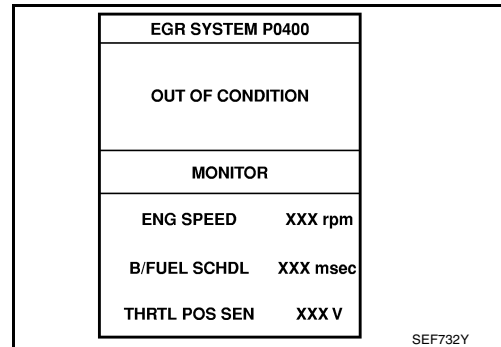 EGR SYSTEM P0400
OUT OF CONDITION
MONITOR
ENG SPEED XXX rpm
B/FUEL SCHDL XXX msec
THRTL POS SEN XXX V
SEF732Y